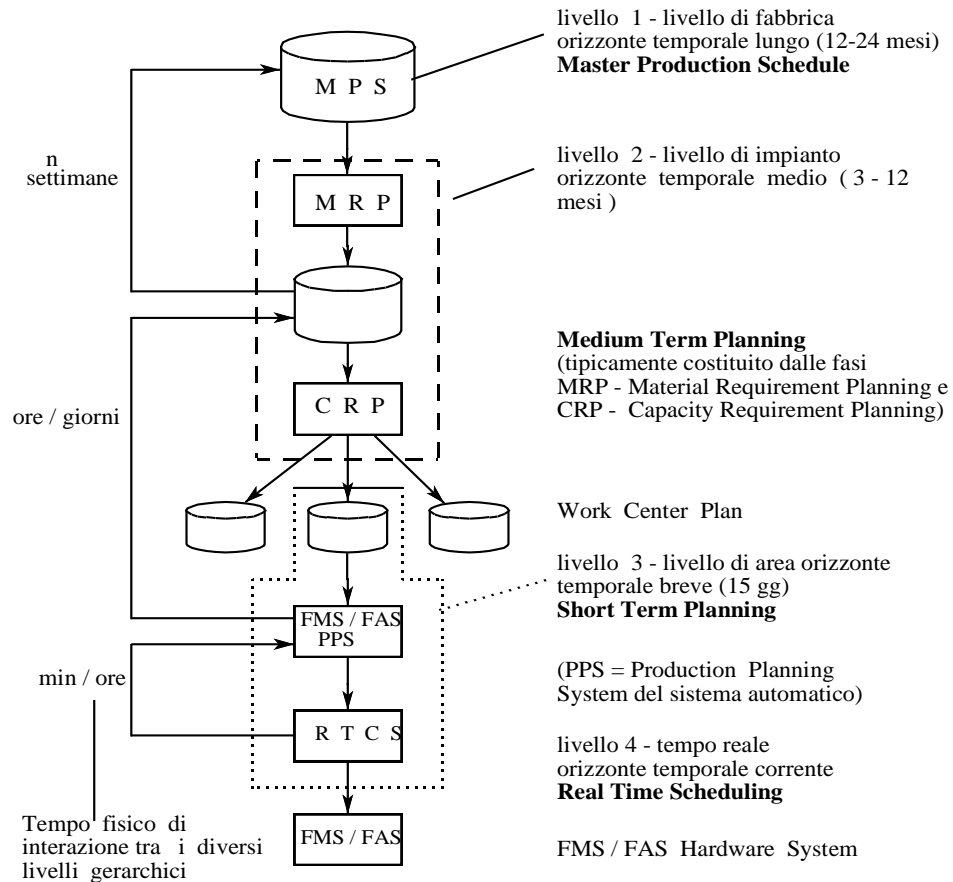 livello 1 - livello di fabbrica
orizzonte temporale lungo (12-24 mesi)
Master Production Schedule
M P S
n
settimane
livello 2 - livello di impianto
orizzonte temporale medio ( 3 - 12
mesi )
M R P
Medium Term Planning
(tipicamente costituito dalle fasi
MRP - Material Requirement Planning e
CRP - Capacity Requirement Planning)
C R P
ore / giorni
Work Center Plan
livello 3 - livello di area orizzonte
temporale breve (15 gg)
Short Term Planning
FMS / FAS
PPS
min / ore
(PPS = Production Planning
System del sistema automatico)
R T C S
livello 4 - tempo reale
orizzonte temporale corrente
Real Time Scheduling
Tempo fisico di
interazione tra i diversi
livelli gerarchici
FMS / FAS
FMS / FAS Hardware System